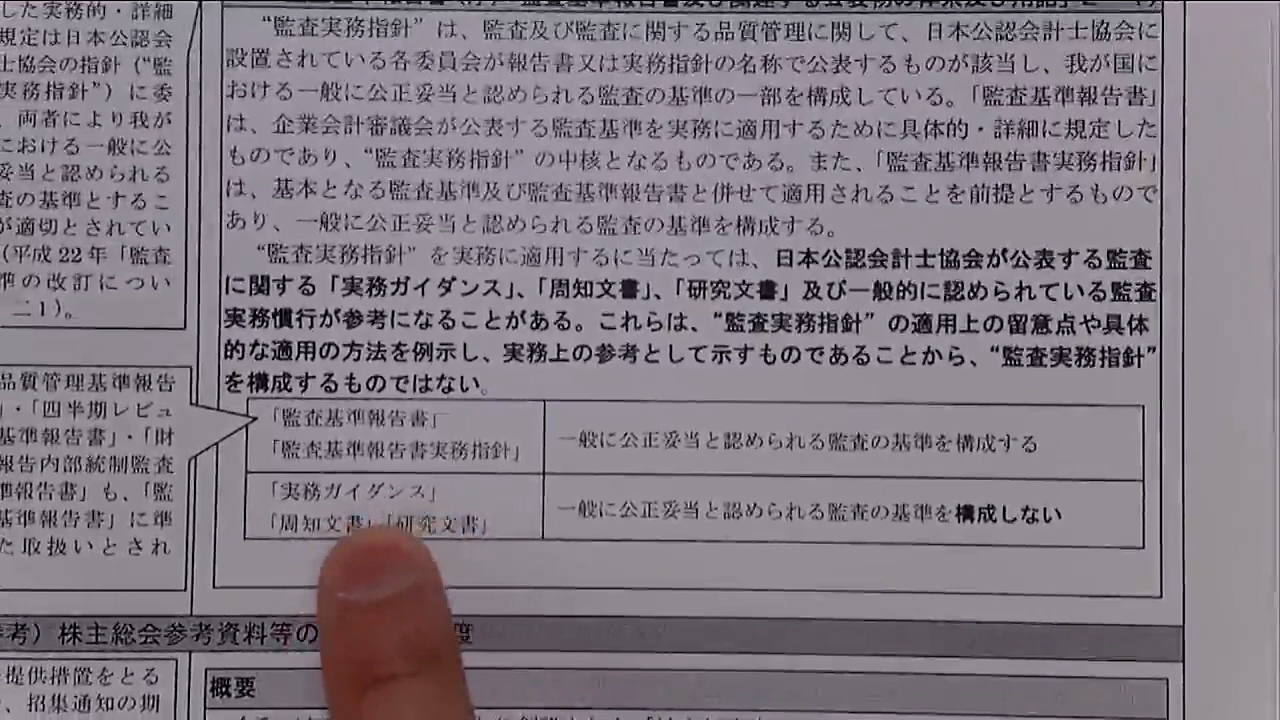 した実務的・詳細
規定は日本公認会
士協会の指針（“監
実務指針”）に委
、両者により我が
における一般に公
妥当と認められる
査の基準とするこ
が適切とされてい
（平成22年「監査
準の改訂につい
二1）。
“監査実務指針”は、監査及び監査に関する品質管理に関して、日本公認会計士協会に
設置されている各委員会が報告書又は実務指針の名称で公表するものが該当し、我が国に
おける一般に公正妥当と認められる監査の基準の一部を構成している。「監査基準報告書」
は、企業会計審議会が公表する監査基準を実務に適用するために具体的・詳細に規定した
ものであり、“監査実務指針”の中核となるものである。また、「監査基準報告書実務指針」
は、基本となる監査基準及び監査基準報告書と併せて適用されることを前提とするもので
あり、一般に公正妥当と認められる監査の基準を構成する。
“監査実務指針”を実務に適用するに当たっては、日本公認会計士協会が公表する監査
に関する「実務ガイダンス」、「周知文書」、「研究文書」及び一般的に認められている監査
実務慣行が参考になることがある。これらは、“監査実務指針”の適用上の留意点や具体
的な適用の方法を例示し、実務上の参考として示すものであることから、“監査実務指針”
を構成するものではない。
品質管理基準報告
」・「四半期レビュ
基準報告書」・「財
報告内部統制監査
準報告書」も、「監
基準報告書」に準
た取扱いとされ
「監査基準報告書」
「監査基準報告書実務指針」
一般に公正妥当と認められる監査の基準を構成する
「実務ガイダンス」
「周知文書」「研究文書」
一般に公正妥当と認められる監査の基準を構成しない
考）株主総会参考資料等の 度
提供措置をとる
、招集通知の期
概要